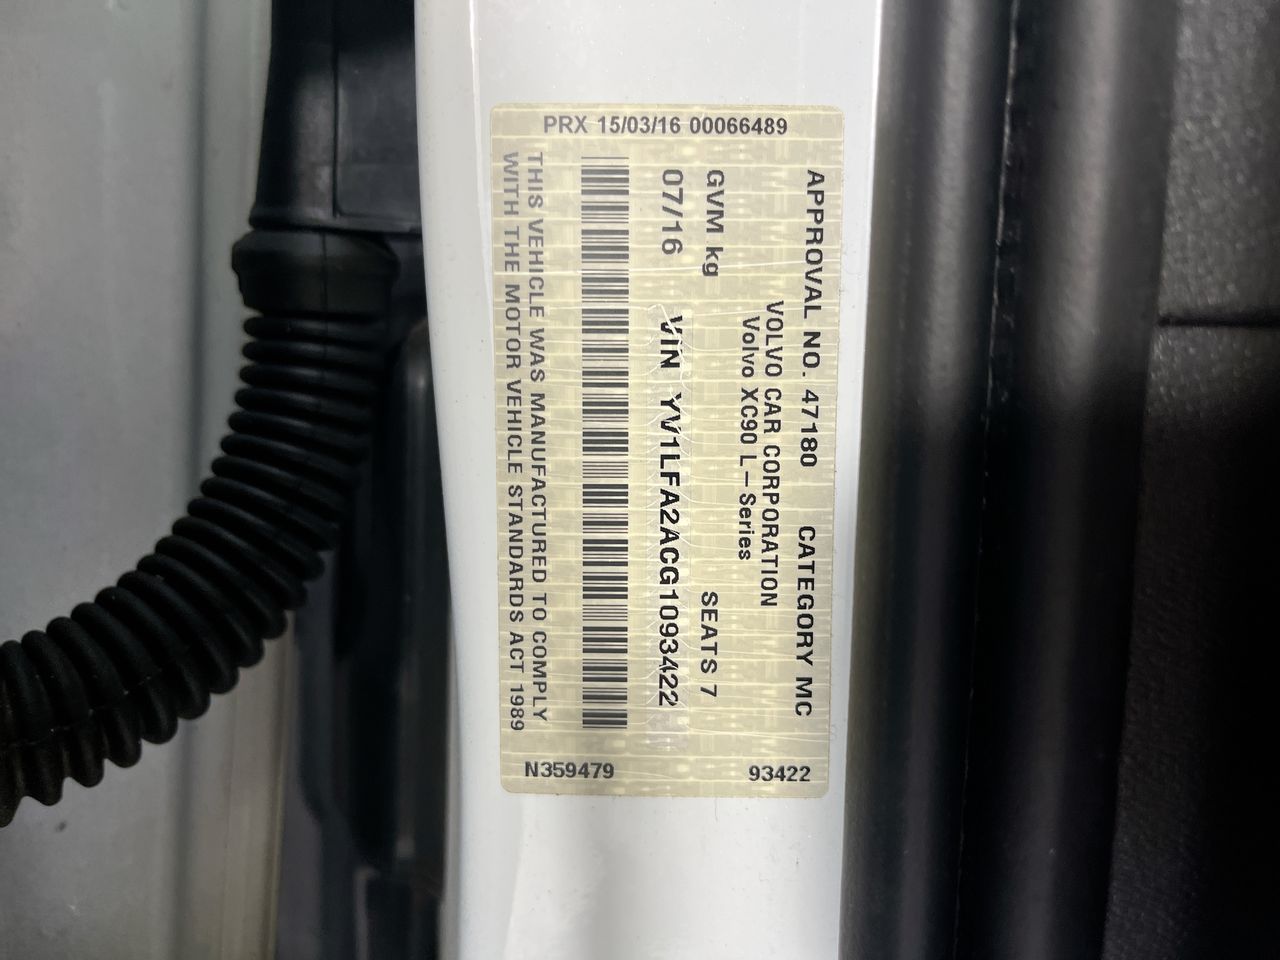 PRX 15/03/16 00066489
APPROVAL NO. 47180 CATEGORY MC
VOLVO CAR CORPORATION
Volvo XC90 L-Series
GVM kg SEATS 7
07/16 VIN YV1LFA2ACG1093422
THIS VEHICLE WAS MANUFACTURED TO COMPLY
WITH THE MOTOR VEHICLE STANDARDS ACT 1989
N359479
93422